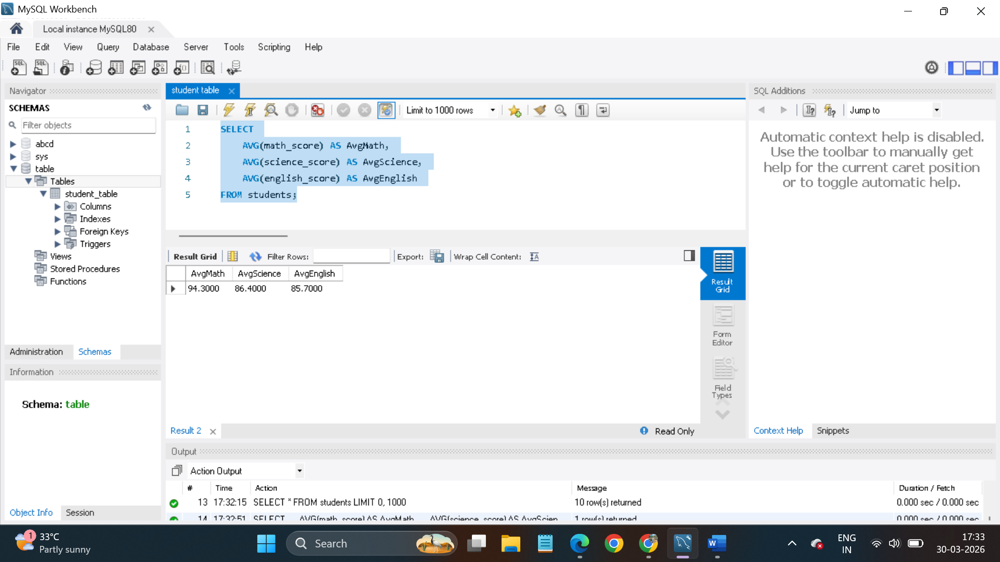 MySQL Workbench
Local instance MySQL80
File Edit View Query Database Server Tools Scripting Help
Navigator
SCHEMAS
Filter objects
abcd
sys
table
Tables
student_table
Columns
Indexes
Foreign Keys
Triggers
Views
Stored Procedures
Functions
Administration Schemas
Information
Schema: table
Object Info Session
student table
Limit to 1000 rows
1 SELECT
2 AVG(math_score) AS AvgMath,
3 AVG(science_score) AS AvgScience,
4 AVG(english_score) AS AvgEnglish
5 FROM students;
Result Grid Filter Rows: Export: Wrap Cell Content:
AvgMath AvgScience AvgEnglish
94.3000 86.4000 85.7000
Result Grid
Form Editor
Field Types
Result 2 Read Only
SQL Additions
Jump to
Automatic context help is disabled.
Use the toolbar to manually get
help for the current caret position
or to toggle automatic help.
Context Help Snippets
Output
Action Output
# Time Action Message Duration / Fetch
13 17:32:15 SELECT * FROM students LIMIT 0, 1000 10 row(s) returned 0.000 sec / 0.000 sec
14 17:32:51 SELECT AVG(math_score) AS AvgMath, AVG(science_score) AS AvgScien... 1 row(s) returned 0.000 sec / 0.000 sec
1
33°C
Partly sunny
Search
ENG
IN
17:33
30-03-2026